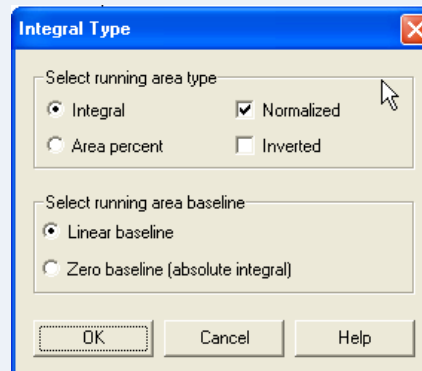 Integral Type
Select running area type
Integral
Normalized
Area percent
Inverted
Select running area baseline
Linear baseline
Zero baseline (absolute integral)
OK
Cancel
Help